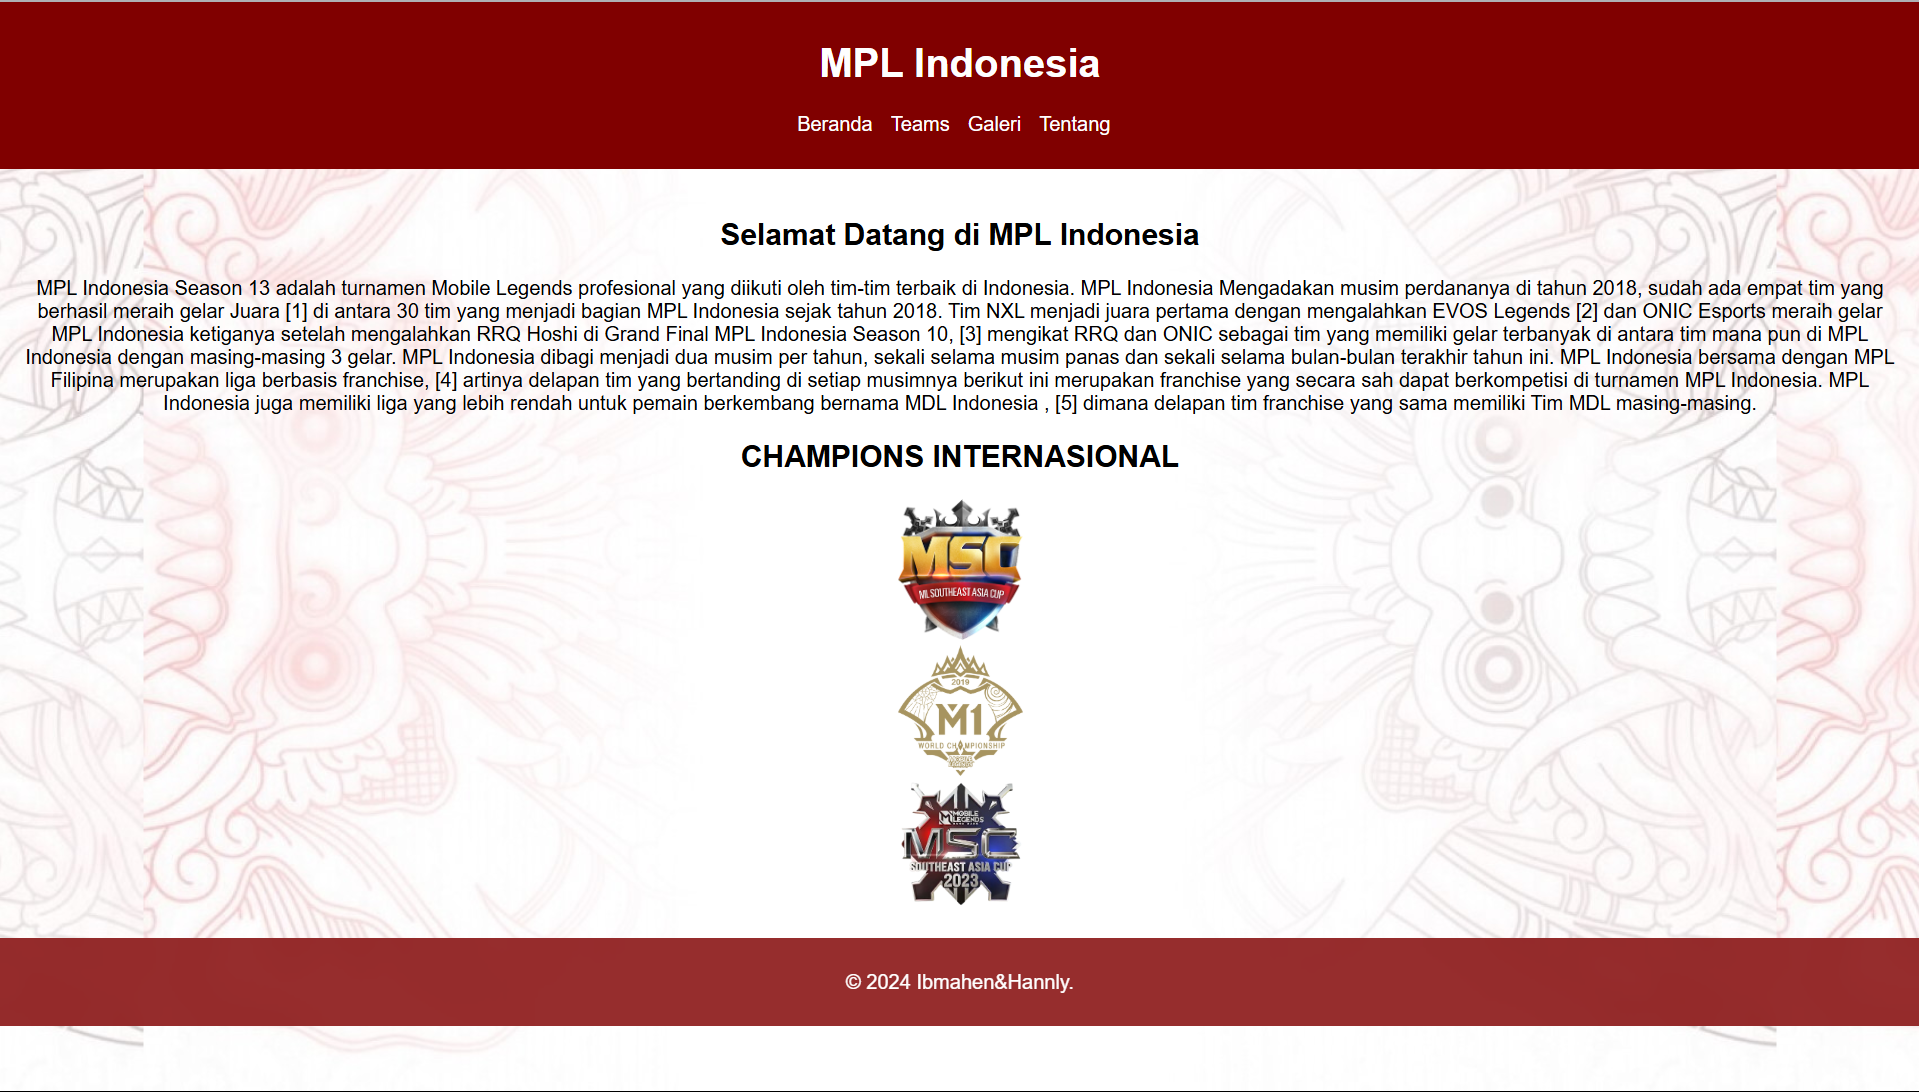 MPL Indonesia
Beranda Teams Galeri Tentang
Selamat Datang di MPL Indonesia
MPL Indonesia Season 13 adalah turnamen Mobile Legends profesional yang diikuti oleh tim-tim terbaik di Indonesia. MPL Indonesia Mengadakan musim perdananya di tahun 2018, sudah ada empat tim yang
berhasil meraih gelar Juara [1] di antara 30 tim yang menjadi bagian MPL Indonesia sejak tahun 2018. Tim NXL menjadi juara pertama dengan mengalahkan EVOS Legends [2] dan ONIC Esports meraih gelar
MPL Indonesia ketiganya setelah mengalahkan RRQ Hoshi di Grand Final MPL Indonesia Season 10, [3] mengikat RRQ dan ONIC sebagai tim yang memiliki gelar terbanyak di antara tim mana pun di MPL
Indonesia dengan masing-masing 3 gelar. MPL Indonesia dibagi menjadi dua musim per tahun, sekali selama musim panas dan sekali selama bulan-bulan terakhir tahun ini. MPL Indonesia bersama dengan MPL
Filipina merupakan liga berbasis franchise, [4] artinya delapan tim yang bertanding di setiap musimnya berikut ini merupakan franchise yang secara sah dapat berkompetisi di turnamen MPL Indonesia. MPL
Indonesia juga memiliki liga yang lebih rendah untuk pemain berkembang bernama MDL Indonesia , [5] dimana delapan tim franchise yang sama memiliki Tim MDL masing-masing.
CHAMPIONS INTERNASIONAL
MSC
ML SOUTHEAST ASIA CUP
2019
M1
WORLD CHAMPIONSHIP
MOBILE
LEGENDS
MSC
SOUTHEAST ASIA CUP
2023
© 2024 Ibmahen&Hannly.